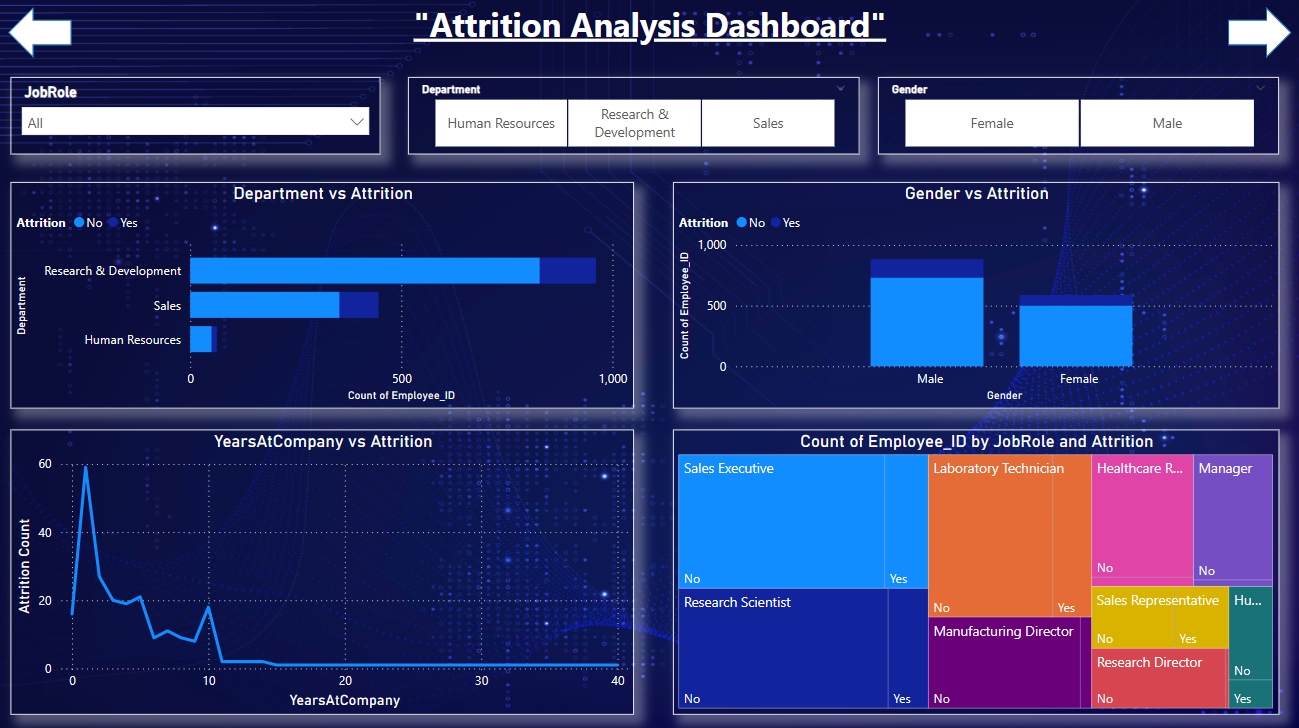 "Attrition Analysis Dashboard"
JobRole
All
Department
Human Resources
Research &
Development
Sales
Gender
Female
Male
Department vs Attrition
Attrition No Yes
Department
Research & Development
Sales
Human Resources
0 500 1,000
Count of Employee_ID
Gender vs Attrition
Attrition No Yes
Count of Employee_ID
1,000
500
0
Male Female
Gender
YearsAtCompany vs Attrition
Attrition Count
60
40
20
0
0 10 20 30 40
YearsAtCompany
Count of Employee_ID by JobRole and Attrition
Sales Executive
No Yes
Research Scientist
No Yes
Laboratory Technician
No Yes
Manufacturing Director
No
Healthcare R...
No
Manager
No
Sales Representative
No Yes
Research Director
No
Hu...
No
Yes